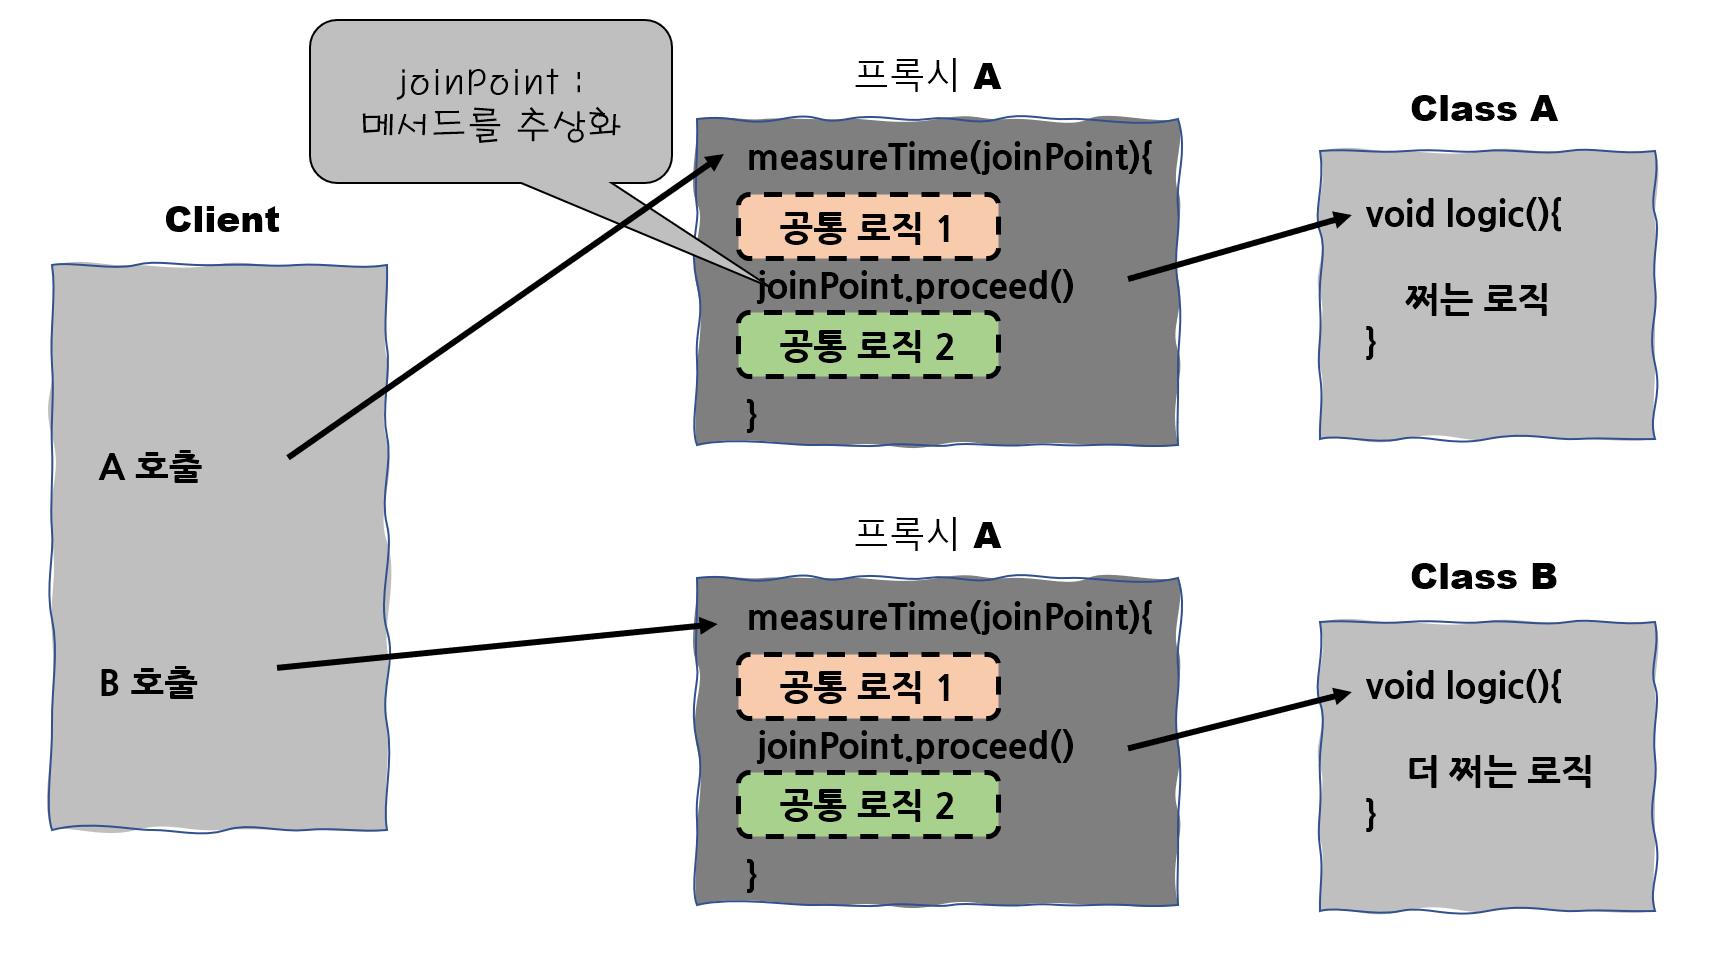 joinPoint :
메서드를 추상화
Client
A 호출
B 호출
프록시 A
measureTime(joinPoint){
공통 로직 1
joinPoint.proceed()
공통 로직 2
}
Class A
void logic(){
쩌는 로직
}
프록시 A
measureTime(joinPoint){
공통 로직 1
joinPoint.proceed()
공통 로직 2
}
Class B
void logic(){
더 쩌는 로직
}